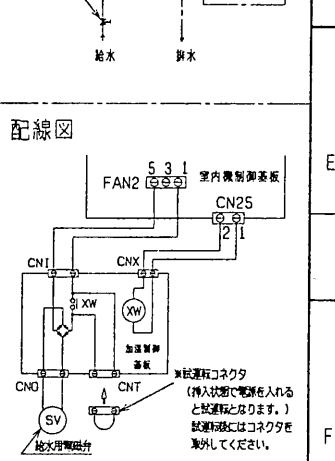 給水
排水
配線図
E
5 3 1
室内機制御基板
FAN2
CN25
2 1
CNI
CNX
XW
XW
加湿制御
基板
※試運転コネクタ
CNO
CNT
(挿入状態で電源を入れる
と試運転となります。)
試運転後にはコネクタを
取外してください。
SV
給水用電磁弁
F